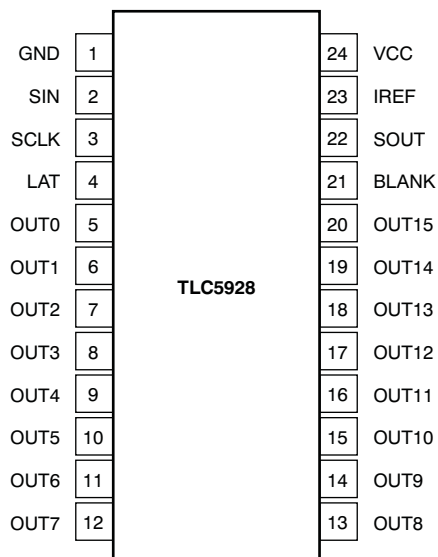 GND 1 24 VCC
SIN 2 23 IREF
SCLK 3 22 SOUT
LAT 4 21 BLANK
OUT0 5 20 OUT15
OUT1 6 19 OUT14
TLC5928
OUT2 7 18 OUT13
OUT3 8 17 OUT12
OUT4 9 16 OUT11
OUT5 10 15 OUT10
OUT6 11 14 OUT9
OUT7 12 13 OUT8